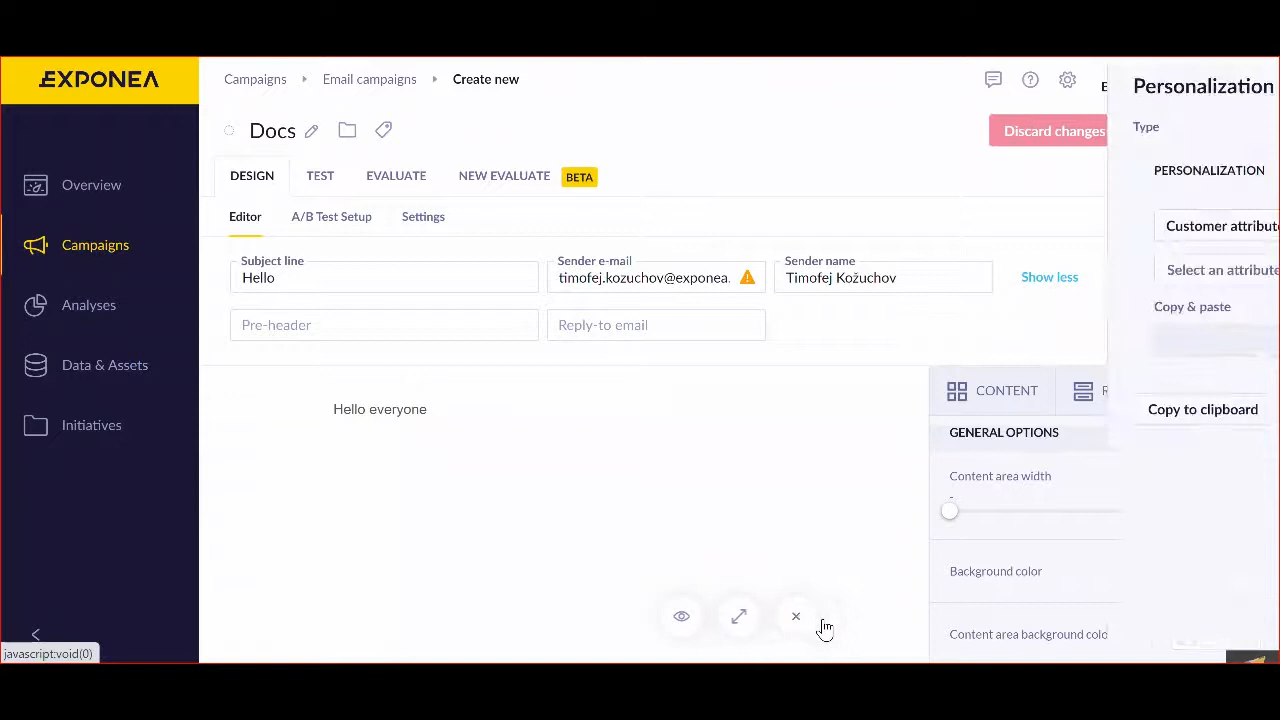 EXPONEA
Campaigns Email campaigns Create new
Personalization
Docs
Discard changes
Type
DESIGN TEST EVALUATE NEW EVALUATE BETA
PERSONALIZATION
Overview
Editor A/B Test Setup Settings
Customer attribut
Campaigns
Subject line Sender e-mail Sender name
Hello timofej.kozuchov@exponea. Timofej Kožuchov Show less
Select an attribut
Analyses
Copy & paste
Pre-header Reply-to email
Data & Assets
CONTENT
Hello everyone
Copy to clipboard
Initiatives
GENERAL OPTIONS
Content area width
-
Background color
Content area background colo
javascript:void(0)